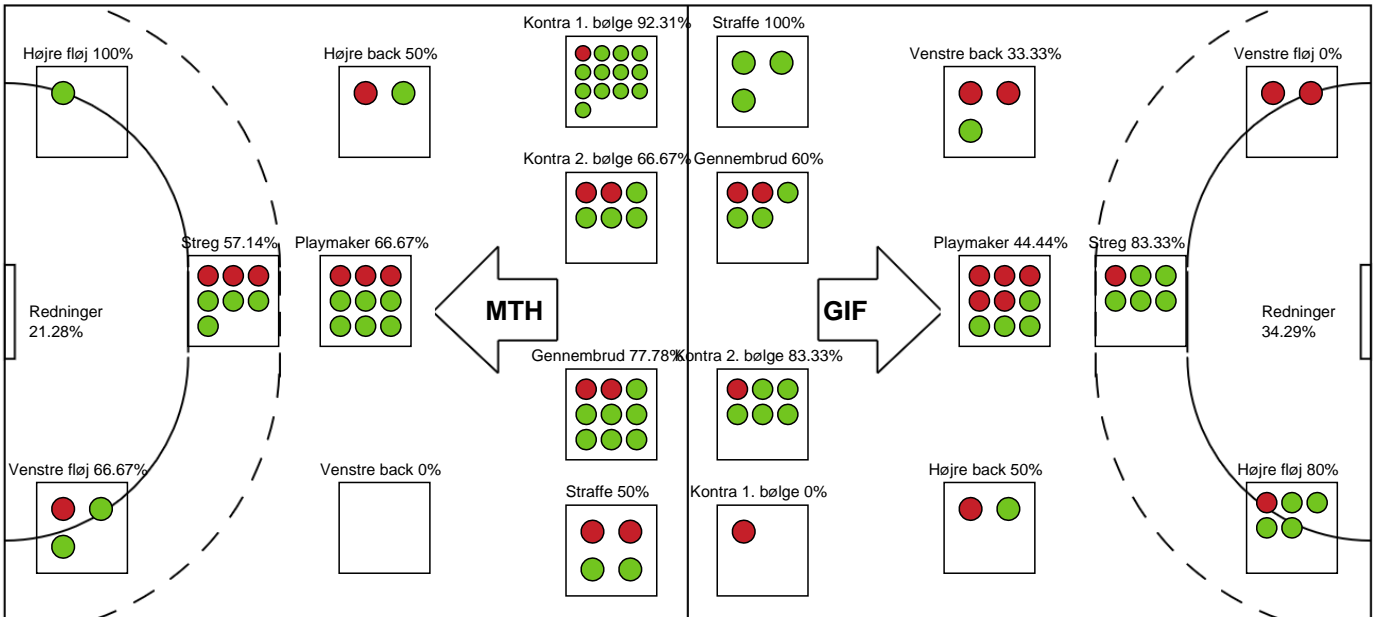 Kontra 1. bølge 92.31%
Straffe 100%
Højre fløj 100%
Højre back 50%
Venstre back 33.33%
Venstre fløj 0%
Kontra 2. bølge 66.67%
Gennembrud 60%
Streg 57.14%
Playmaker 66.67%
Playmaker 44.44%
Streg 83.33%
Redninger
21.28%
MTH
GIF
Redninger
34.29%
Gennembrud 77.78%
Kontra 2. bølge 83.33%
Venstre fløj 66.67%
Venstre back 0%
Højre back 50%
Højre fløj 80%
Straffe 50%
Kontra 1. bølge 0%